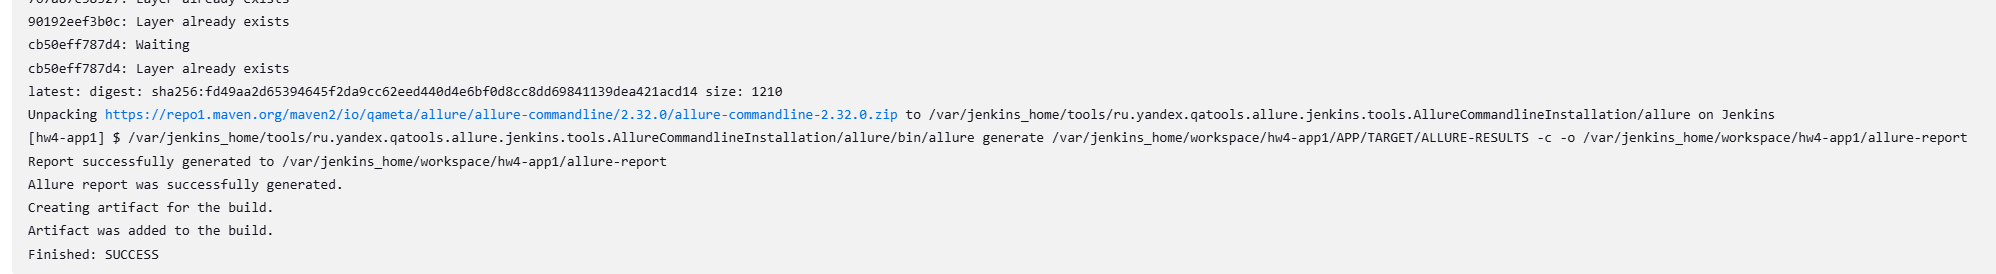 90192eef3b0c: Layer already exists
cb50eff787d4: Waiting
cb50eff787d4: Layer already exists
latest: digest: sha256:fd49aa2d65394645f2da9cc62eed440d4e6bf0d8cc8dd69841139dea421acd14 size: 1210
Unpacking https://repo1.maven.org/maven2/io/qameta/allure/allure-commandline/2.32.0/allure-commandline-2.32.0.zip to /var/jenkins_home/tools/ru.yandex.qatools.allure.jenkins.tools.AllureCommandlineInstallation/allure on Jenkins
[hw4-app1] $ /var/jenkins_home/tools/ru.yandex.qatools.allure.jenkins.tools.AllureCommandlineInstallation/allure/bin/allure generate /var/jenkins_home/workspace/hw4-app1/APP/TARGET/ALLURE-RESULTS -c -o /var/jenkins_home/workspace/hw4-app1/allure-report
Report successfully generated to /var/jenkins_home/workspace/hw4-app1/allure-report
Allure report was successfully generated.
Creating artifact for the build.
Artifact was added to the build.
Finished: SUCCESS